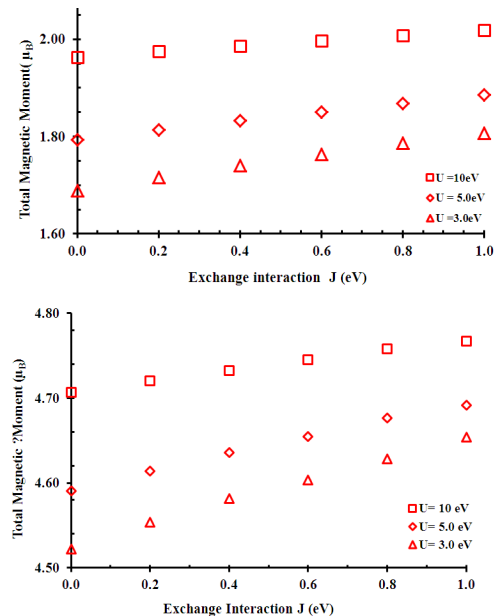 Total Magnetic Moment( μB)
2.00
1.80
1.60
0.0 0.2 0.4 0.6 0.8 1.0
Exchange interaction J (eV)
U =10eV
U = 5.0eV
U =3.0eV
Total Magnetic ?Moment (μB)
4.80
4.70
4.60
4.50
0.0 0.2 0.4 0.6 0.8 1.0
Exchange Interaction J (eV)
U= 10 eV
U= 5.0 eV
U= 3.0 eV